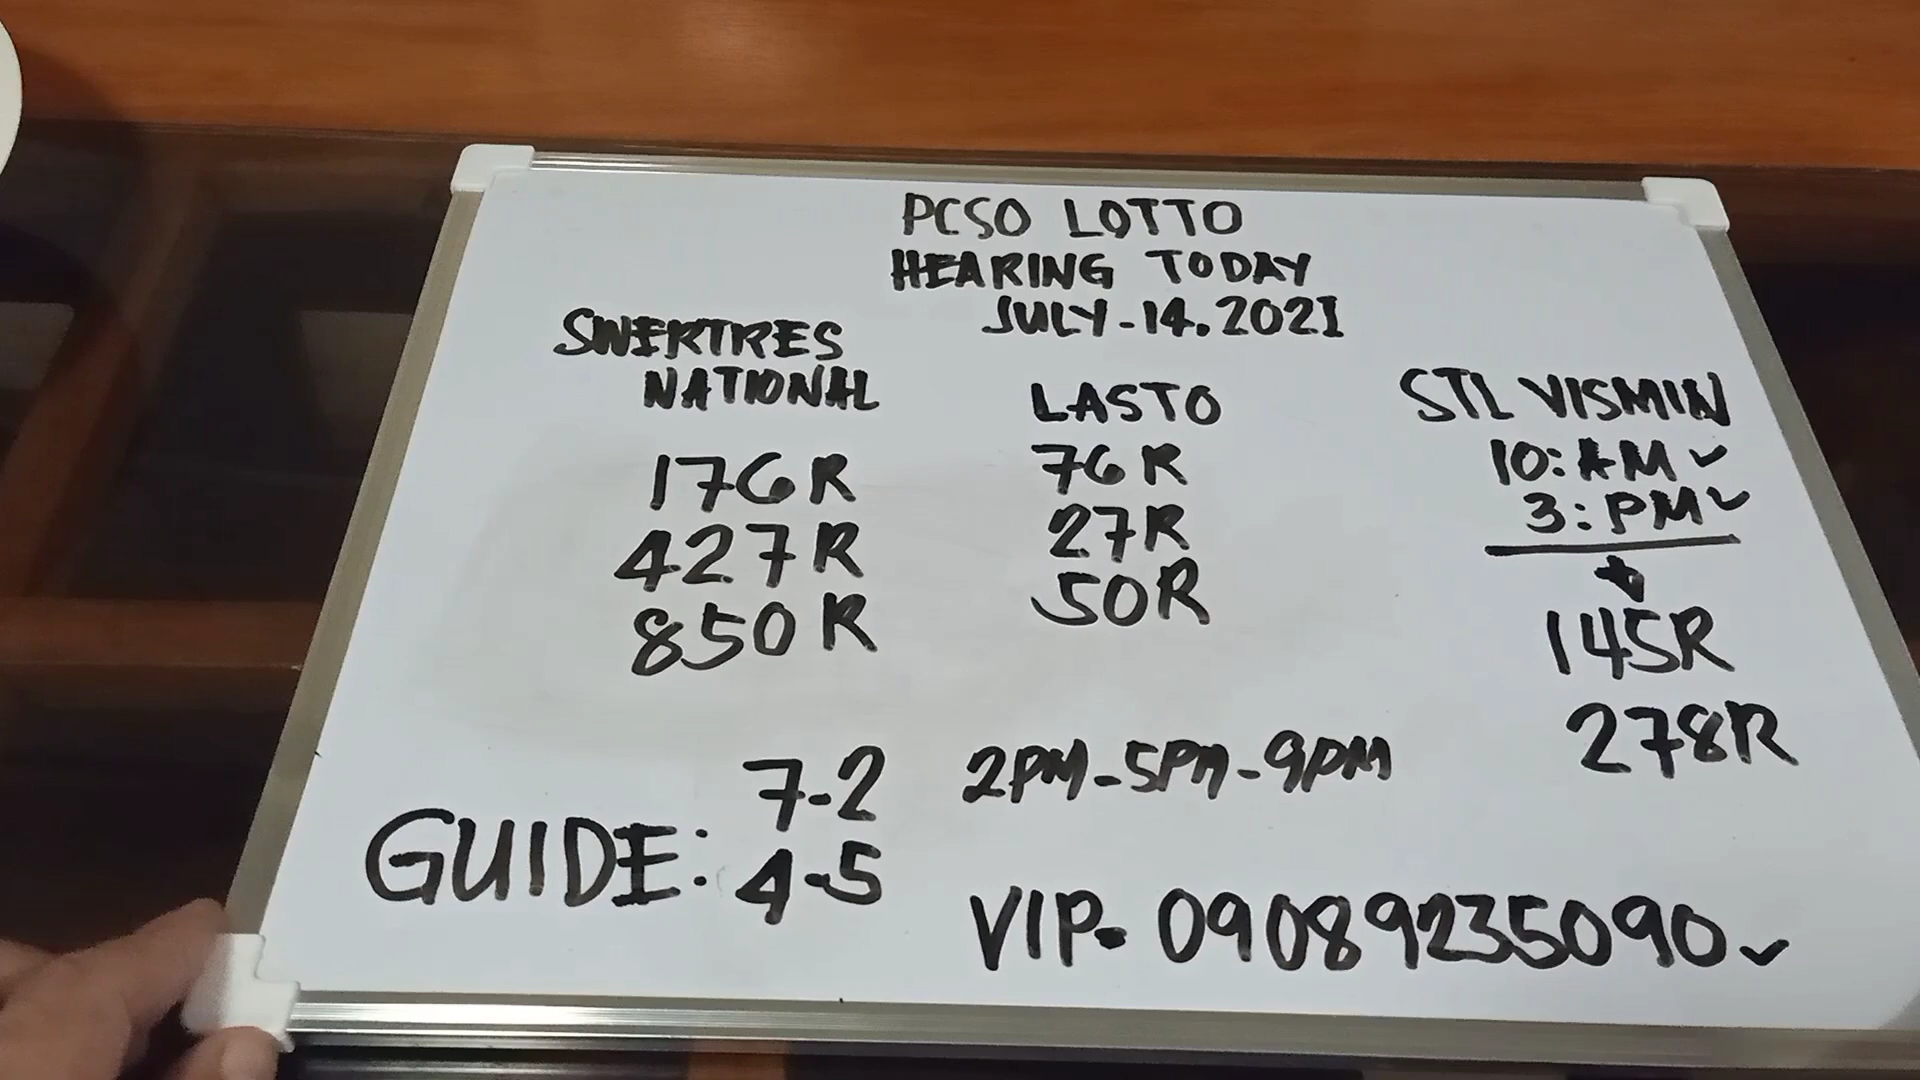 PCSO LOTTO
HEARING TODAY
JULY-14.2021
SWERTRES
NATIONAL
176R
427R
850R
LASTO
76R
27R
50R
STL VISMIN
10:AM ✓
3:PM ✓
145R
278R
2PM-5PM-9PM
GUIDE: 7-2
4-5
VIP- 09089235090 ✓